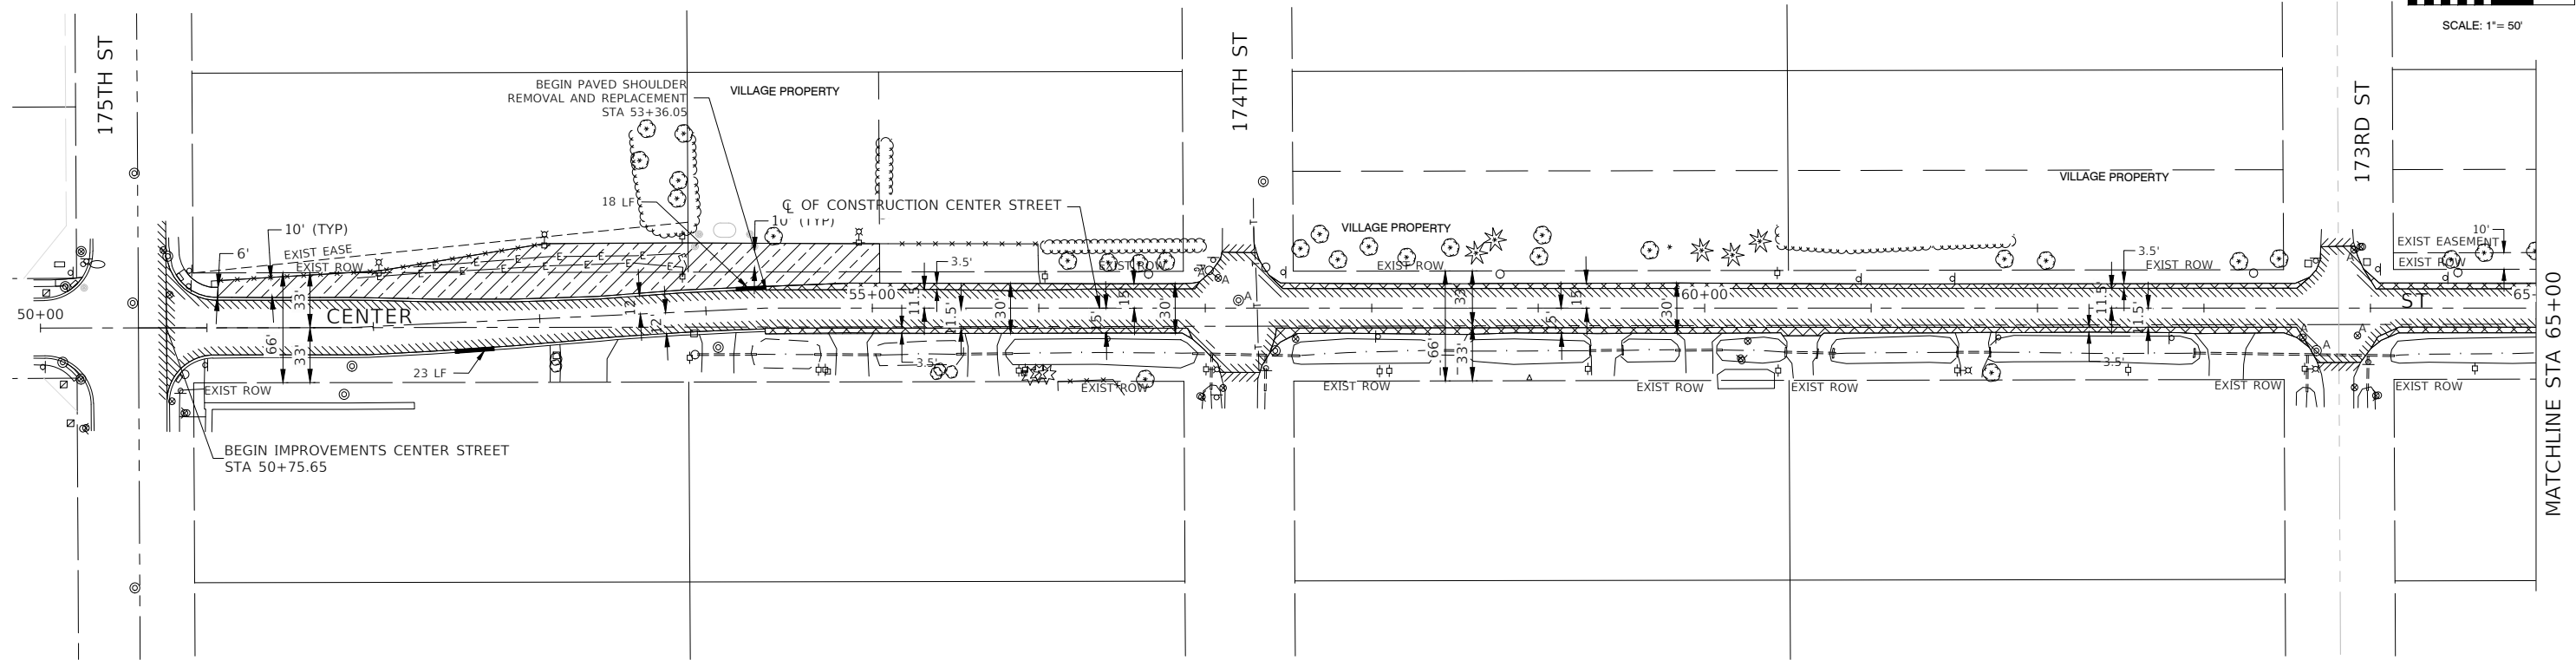 SCALE: 1"= 50'
175TH ST
174TH ST
173RD ST
BEGIN PAVED SHOULDER
REMOVAL AND REPLACEMENT
STA 53+36.05
VILLAGE PROPERTY
VILLAGE PROPERTY
VILLAGE PROPERTY
18 LF
℄ OF CONSTRUCTION CENTER STREET
10' (TYP)
10' (TYP)
6'
EXIST EASE
EXIST ROW
E E E E E E E E E E
3.5'
EXIST ROW
EXIST ROW
3.5'
EXIST ROW
10'
EXIST EASEMENT
EXIST ROW
50+00
CENTER
55+00
60+00
ST
65-
66'
33'
33'
12'
11.5'
11.5'
30'
15'
15'
30'
66'
33'
33'
15'
15'
30'
11.5'
11.5'
A
A
A
A
A
A
A
3.5'
3.5'
23 LF
EXIST ROW
EXIST ROW
EXIST ROW
EXIST ROW
EXIST ROW
EXIST ROW
EXIST ROW
BEGIN IMPROVEMENTS CENTER STREET
STA 50+75.65
MATCHLINE STA 65+00